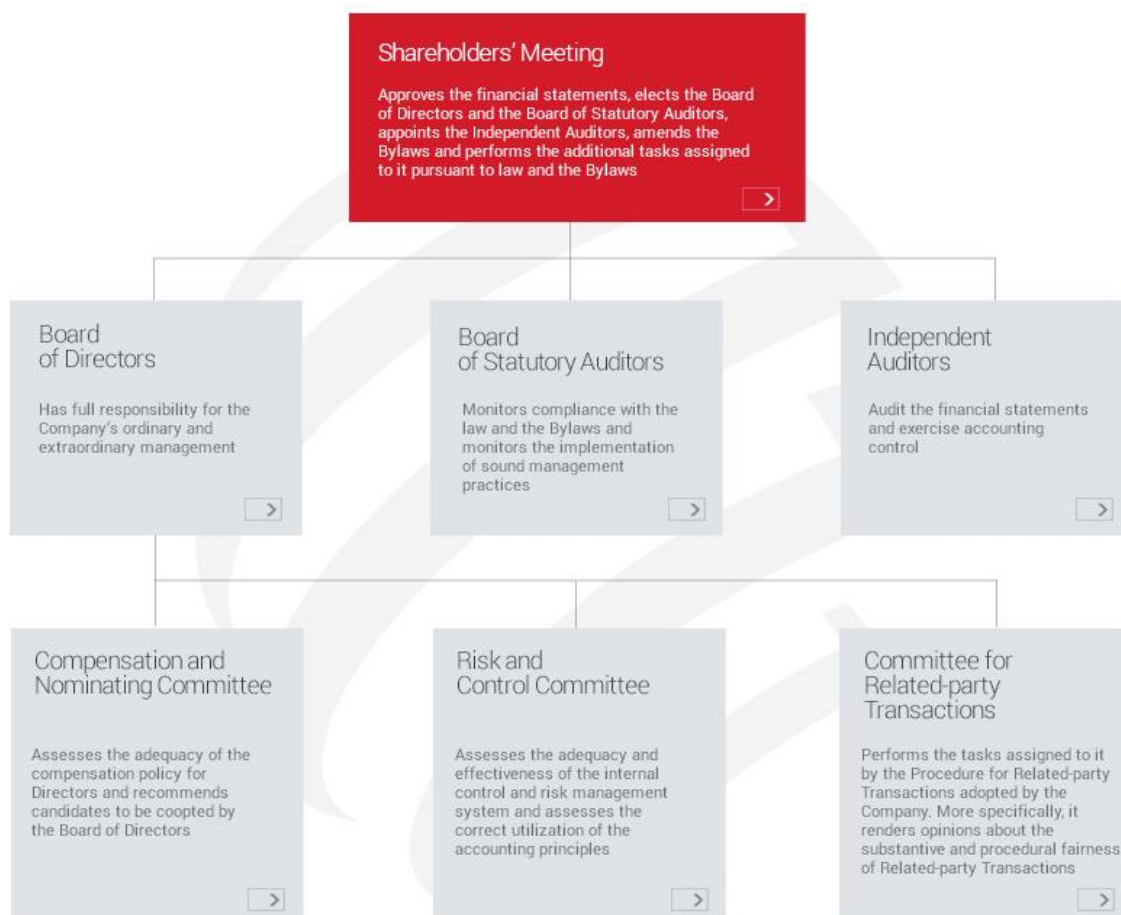 Shareholders' Meeting
Approves the financial statements, elects the Board
of Directors and the Board of Statutory Auditors,
appoints the Independent Auditors, amends the
Bylaws and performs the additional tasks assigned
to it pursuant to law and the Bylaws
Board
of Directors
Has full responsibility for the
Company's ordinary and
extraordinary management
Board
of Statutory Auditors
Monitors compliance with the
law and the Bylaws and
monitors the implementation
of sound management
practices
Independent
Auditors
Audit the financial statements
and exercise accounting
control
Compensation and
Nominating Committee
Assesses the adequacy of the
compensation policy for
Directors and recommends
candidates to be coopted by
the Board of Directors
Risk and
Control Committee
Assesses the adequacy and
effectiveness of the internal
control and risk management
system and assesses the
correct utilization of the
accounting principles
Committee for
Related-party
Transactions
Performs the tasks assigned to it
by the Procedure for Related-party
Transactions adopted by the
Company. More specifically, it
renders opinions about the
substantive and procedural fairness
of Related-party Transactions